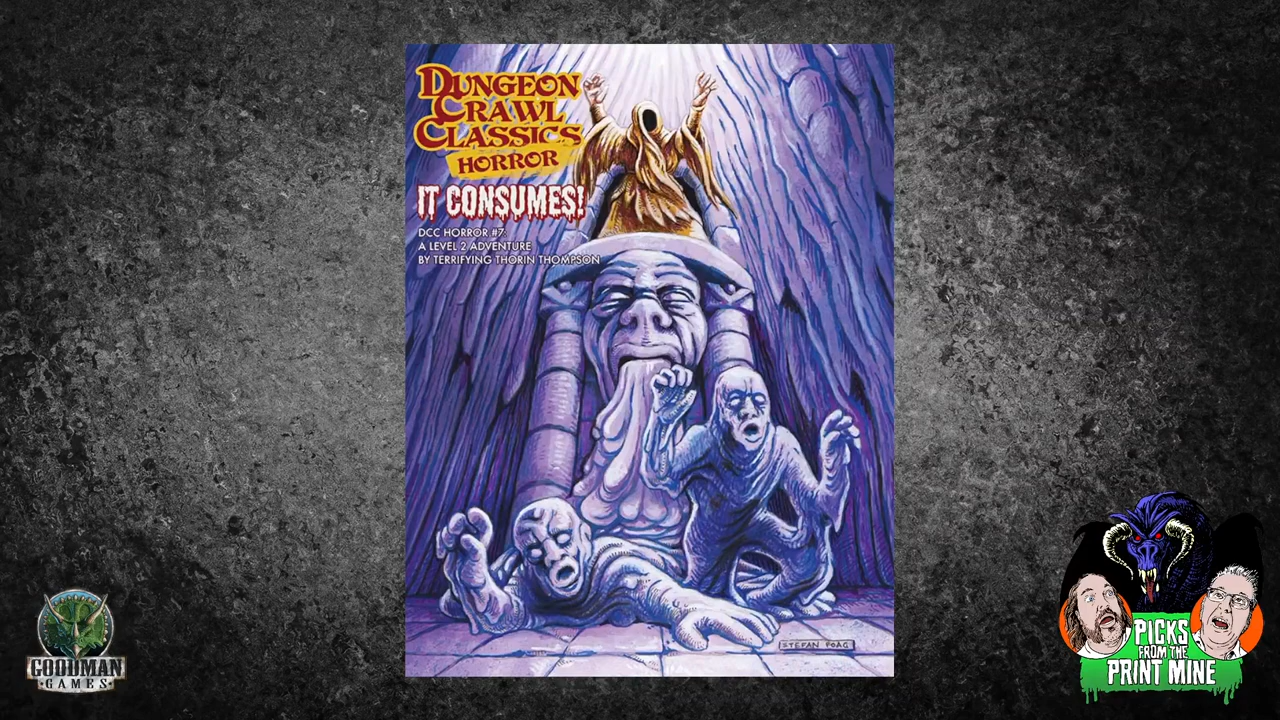 DUNGEON
CRAWL
CLASSICS
HORROR
IT CONSUMES!
DCC HORROR #7:
A LEVEL 2 ADVENTURE
BY TERRIFYING THORIN THOMPSON
STEFAN POAG
GOODMAN
GAMES
PICKS
FROM THE
PRINT MINE